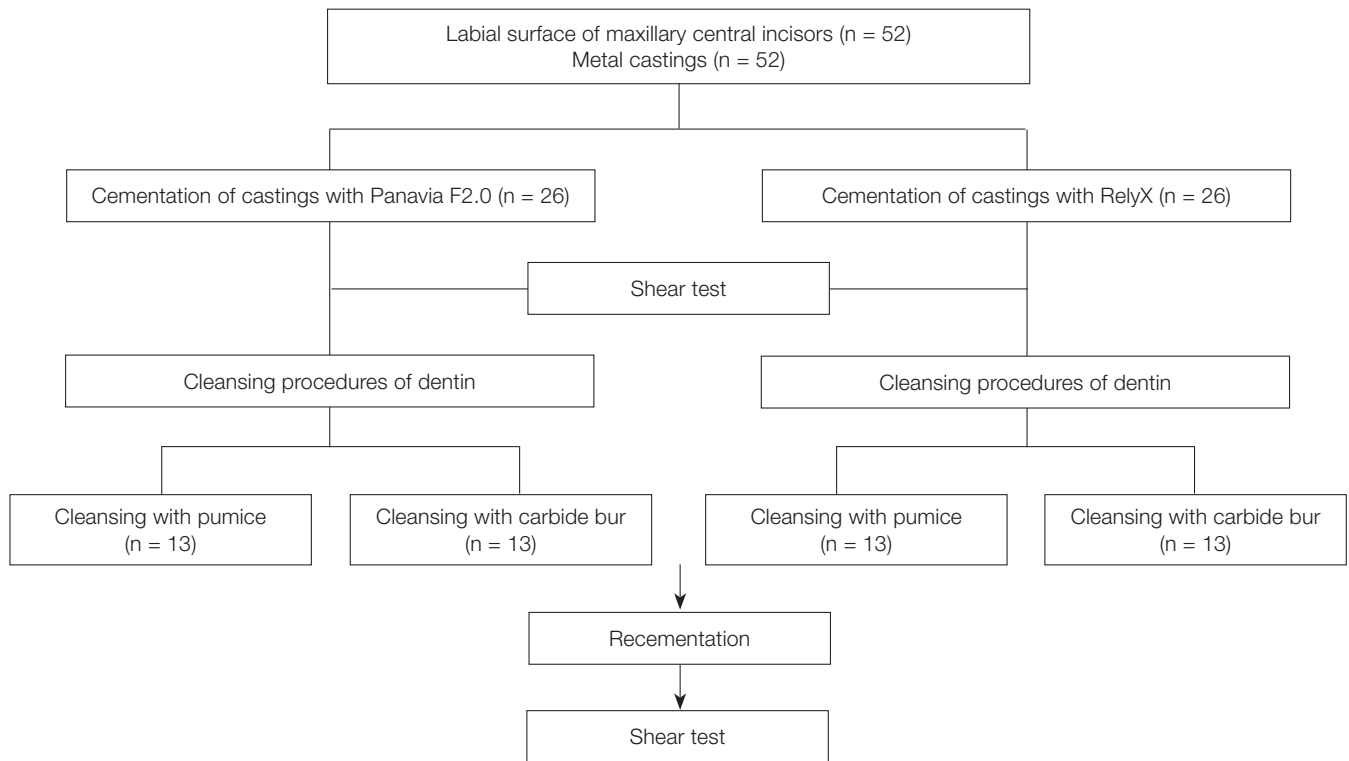 Labial surface of maxillary central incisors (n = 52)
Metal castings (n = 52)
Cementation of castings with Panavia F2.0 (n = 26)
Cementation of castings with RelyX (n = 26)
Shear test
Cleansing procedures of dentin
Cleansing procedures of dentin
Cleansing with pumice
(n = 13)
Cleansing with carbide bur
(n = 13)
Cleansing with pumice
(n = 13)
Cleansing with carbide bur
(n = 13)
Recementation
Shear test